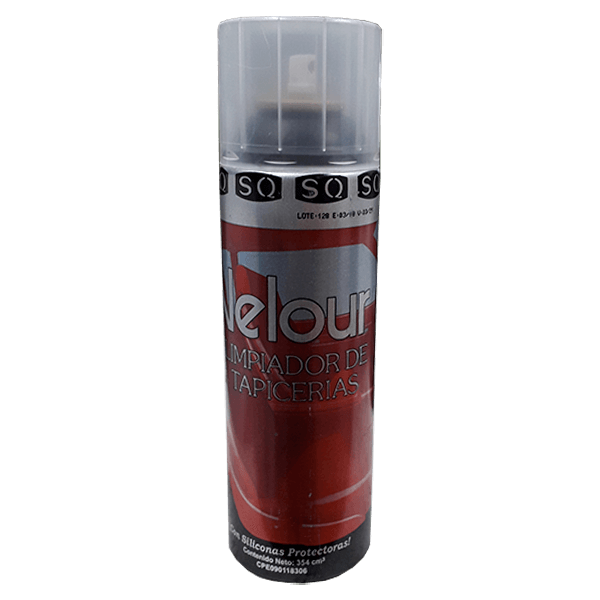 SQ SQ SQ
LOTE-128 E-03/18 V-03/21
Velour
LIMPIADOR DE
TAPICERIAS
¡Con Siliconas Protectoras!
Contenido Neto: 354 cm³
CPE090118306